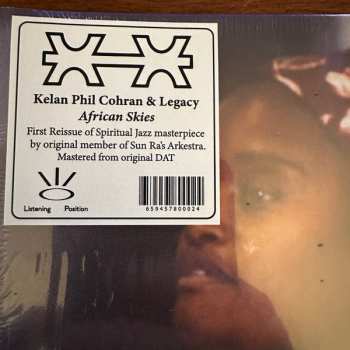 Kelan Phil Cohran & Legacy
African Skies
First Reissue of Spiritual Jazz masterpiece
by original member of Sun Ra's Arkestra.
Mastered from original DAT
Listening Position
659457800024